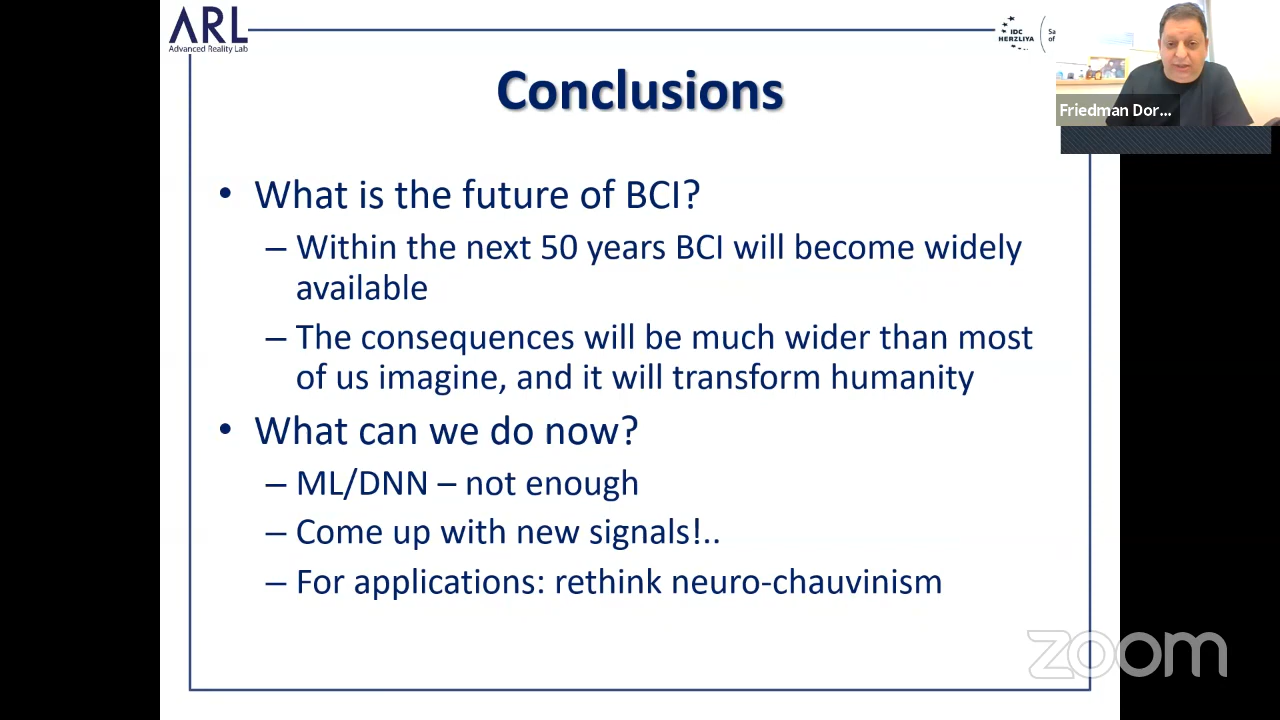 ARL
Advanced Reality Lab
IDC
HERZLIYA
Sa
of
Friedman Dor...
Conclusions
• What is the future of BCI?
– Within the next 50 years BCI will become widely
available
– The consequences will be much wider than most
of us imagine, and it will transform humanity
• What can we do now?
– ML/DNN – not enough
– Come up with new signals!..
– For applications: rethink neuro-chauvinism
zoom